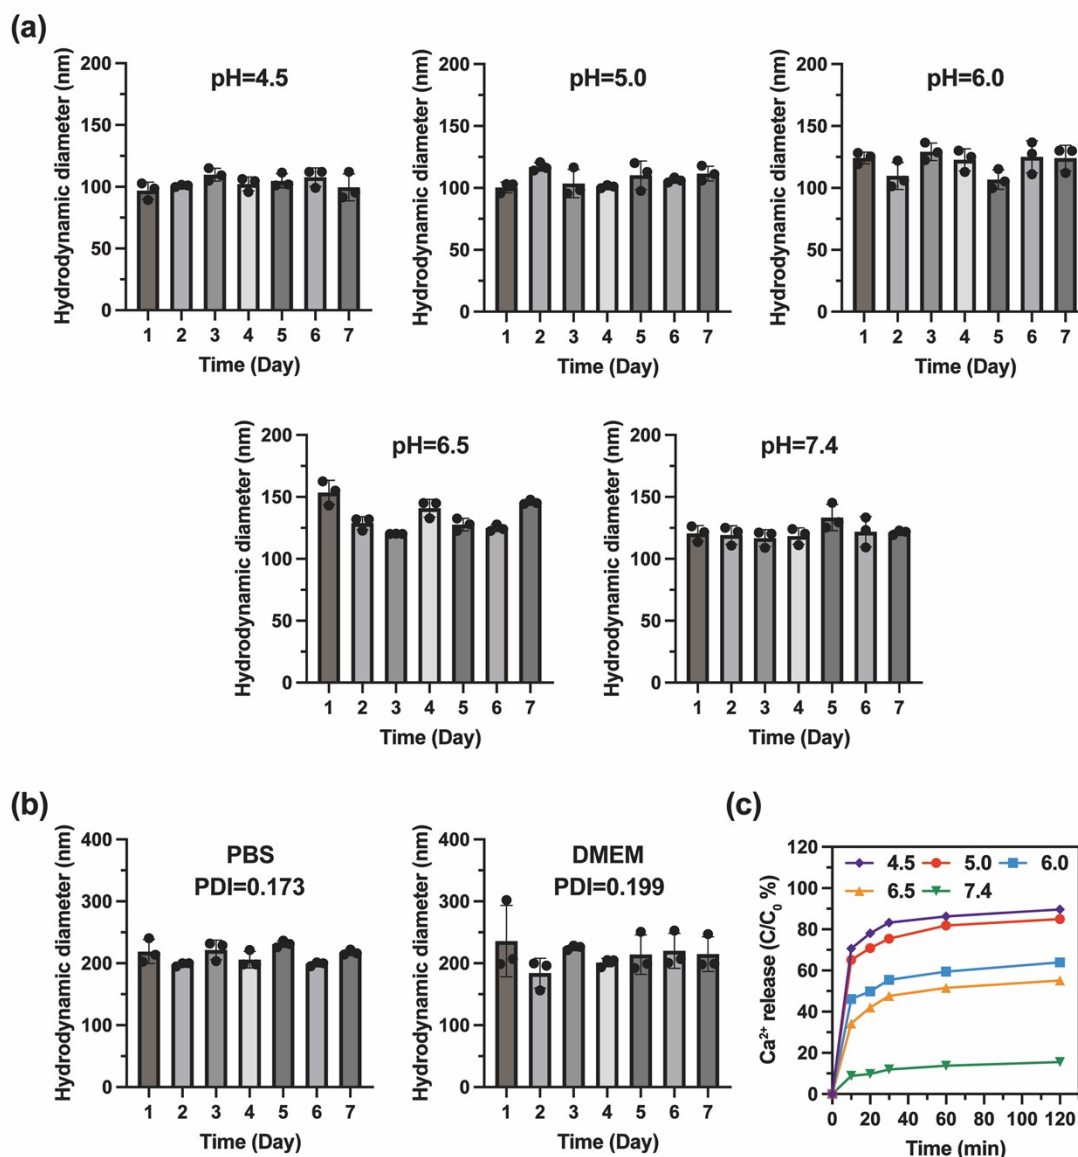 (a)
Hydrodynamic diameter (nm)
200
150
100
50
0
pH=4.5
1 2 3 4 5 6 7
Time (Day)
Hydrodynamic diameter (nm)
200
150
100
50
0
pH=5.0
1 2 3 4 5 6 7
Time (Day)
Hydrodynamic diameter (nm)
200
150
100
50
0
pH=6.0
1 2 3 4 5 6 7
Time (Day)
Hydrodynamic diameter (nm)
200
150
100
50
0
pH=6.5
1 2 3 4 5 6 7
Time (Day)
Hydrodynamic diameter (nm)
200
150
100
50
0
pH=7.4
1 2 3 4 5 6 7
Time (Day)
(b)
Hydrodynamic diameter (nm)
400
300
200
100
0
PBS
PDI=0.173
1 2 3 4 5 6 7
Time (Day)
Hydrodynamic diameter (nm)
400
300
200
100
0
DMEM
PDI=0.199
1 2 3 4 5 6 7
Time (Day)
(c)
Ca²⁺ release (C/C₀ %)
120
100
80
60
40
20
0
4.5 5.0 6.0
6.5 7.4
0 20 40 60 80 100 120
Time (min)